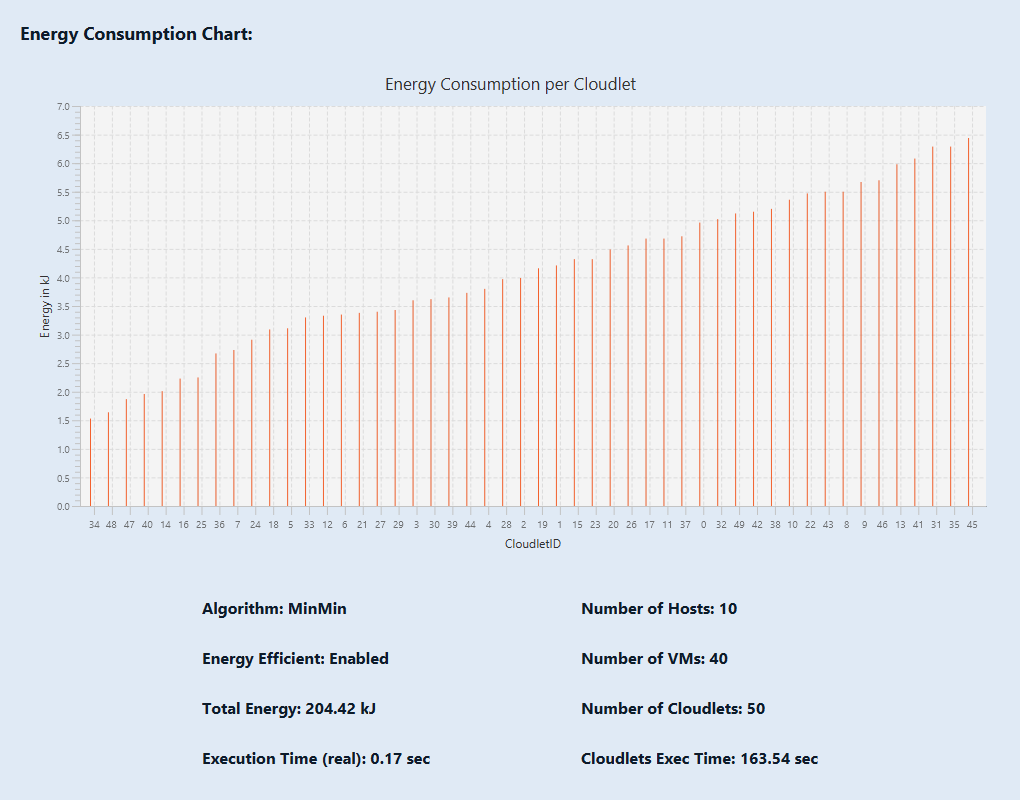 Energy Consumption Chart:
Energy Consumption per Cloudlet
7.0
6.5
6.0
5.5
5.0
4.5
4.0
3.5
3.0
2.5
2.0
1.5
1.0
0.5
0.0
Energy in kJ
34 48 47 40 14 16 25 36 7 24 18 5 33 12 6 21 27 29 3 30 39 44 4 28 2 19 1 15 23 20 26 17 11 37 0 32 49 42 38 10 22 43 8 9 46 13 41 31 35 45
CloudletID
Algorithm: MinMin
Number of Hosts: 10
Energy Efficient: Enabled
Number of VMs: 40
Total Energy: 204.42 kJ
Number of Cloudlets: 50
Execution Time (real): 0.17 sec
Cloudlets Exec Time: 163.54 sec